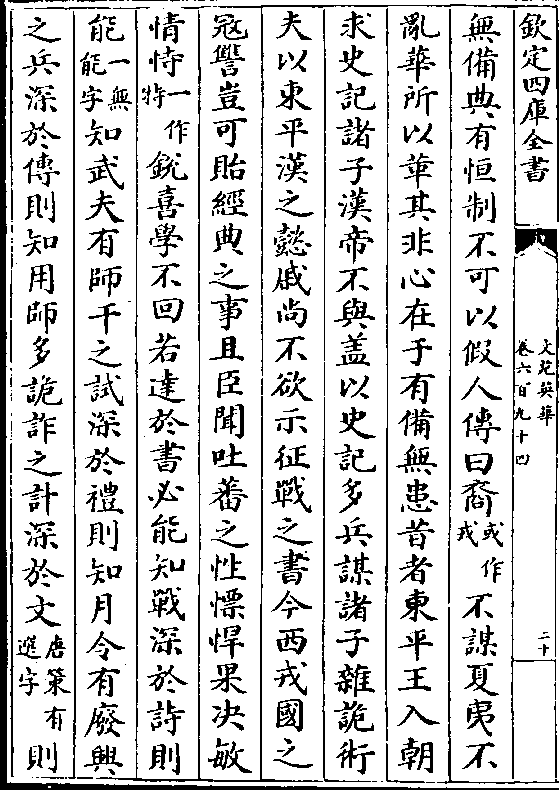 欽定四庫全書
文苑英華
卷六百九十四
二十
無備典有恒制不可以假人傳曰裔或作戎不謀夏夷不
亂華所以革其非心在于有備無患昔者東平王入朝
求史記諸子漢帝不與盖以史記多兵謀諸子雜詭術
夫以東平漢之懿戚尚不欲示征戰之書今西戎國之
冦讐豈可貽經典之事且臣聞吐蕃之性慓悍果决敏
情恃一作特銳喜學不回若達於書必能知戰深於詩則
能一無能字知武夫有師干之試深於禮則知月令有廢興
之兵深於傳則知用師多詭詐之計深於文唐策有選字則